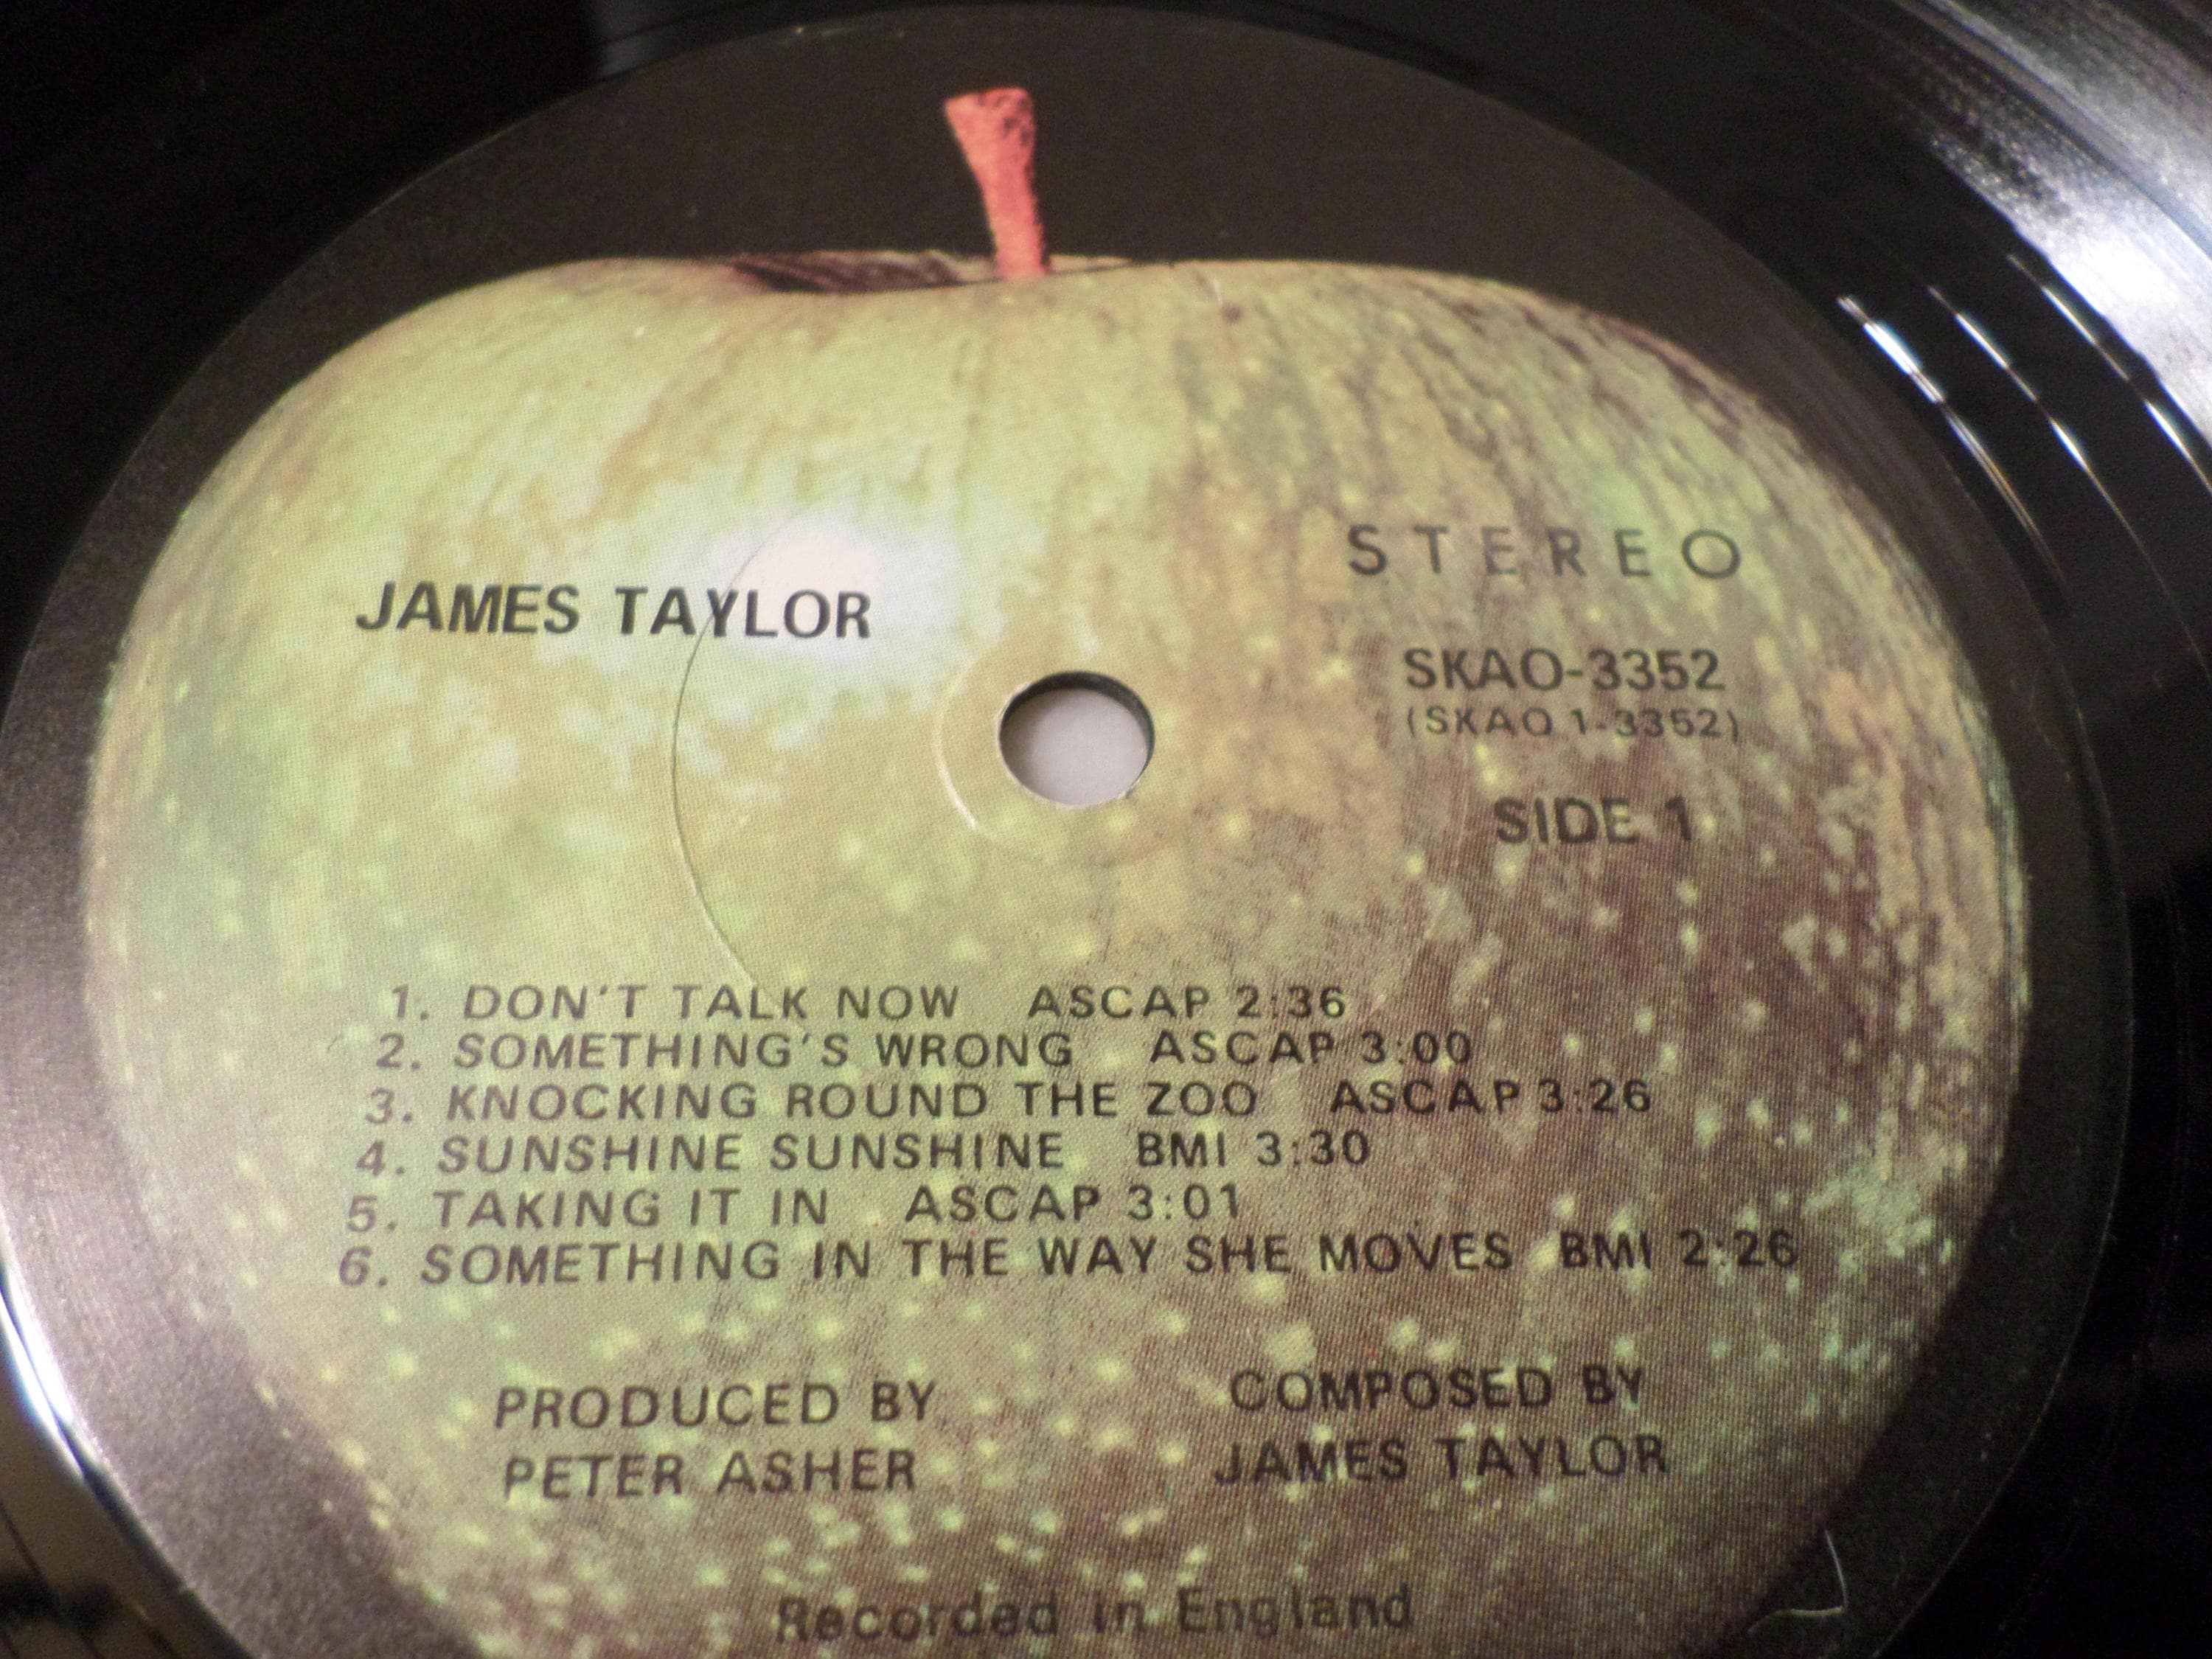 JAMES TAYLOR
STEREO
SKAO-3352
(SKAO 1-3352)
SIDE 1
1. DON'T TALK NOW ASCAP 2:36
2. SOMETHING'S WRONG ASCAP 3:00
3. KNOCKING ROUND THE ZOO ASCAP 3:26
4. SUNSHINE SUNSHINE BMI 3:30
5. TAKING IT IN ASCAP 3:01
6. SOMETHING IN THE WAY SHE MOVES BMI 2:26
PRODUCED BY
PETER ASHER
COMPOSED BY
JAMES TAYLOR
Recorded in England